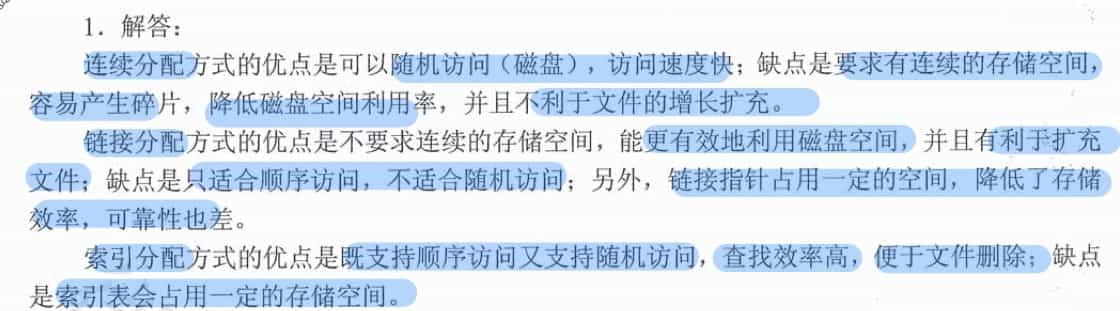 1. 解答:
连续分配方式的优点是可以随机访问(磁盘),访问速度快;缺点是要求有连续的存储空间,
容易产生碎片,降低磁盘空间利用率,并且不利于文件的增长扩充。
链接分配方式的优点是不要求连续的存储空间,能更有效地利用磁盘空间,并且有利于扩充
文件;缺点是只适合顺序访问,不适合随机访问;另外,链接指针占用一定的空间,降低了存储
效率,可靠性也差。
索引分配方式的优点是既支持顺序访问又支持随机访问,查找效率高,便于文件删除;缺点
是索引表会占用一定的存储空间。